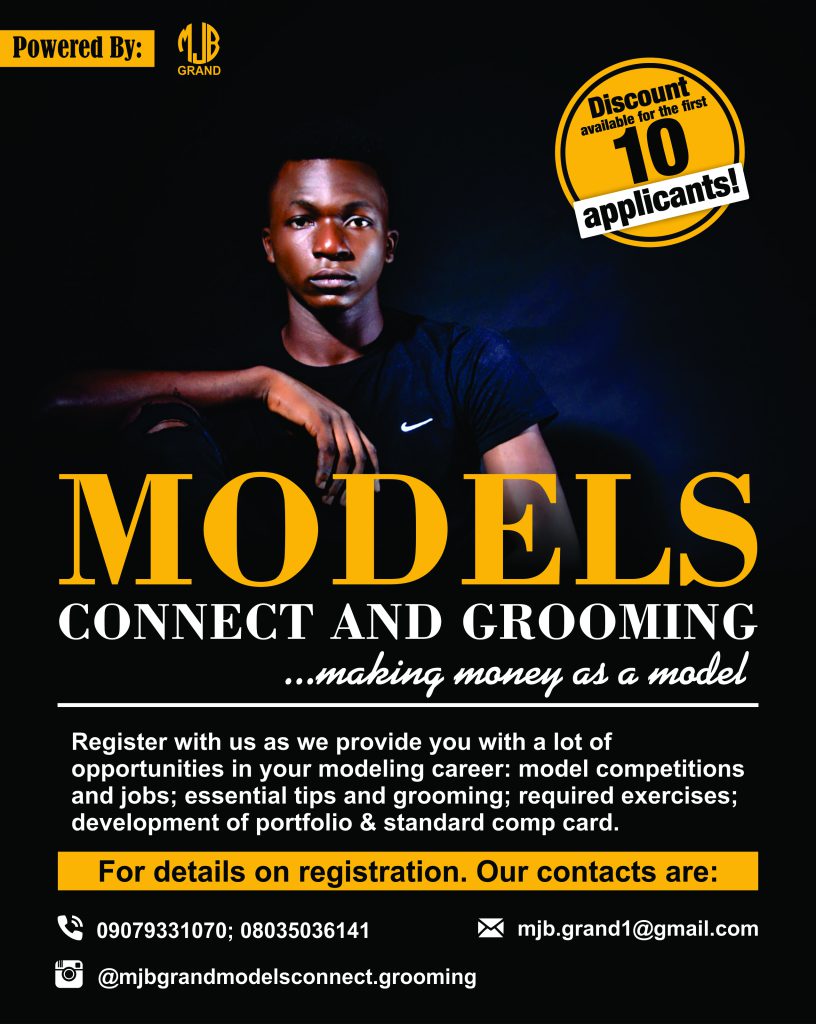 Powered By:
MJB
GRAND
Discount
available for the first
10
applicants!
MODELS
CONNECT AND GROOMING
...making money as a model
Register with us as we provide you with a lot of
opportunities in your modeling career: model competitions
and jobs; essential tips and grooming; required exercises;
development of portfolio & standard comp card.
For details on registration. Our contacts are:
09079331070; 08035036141
mjb.grand1@gmail.com
@mjbgrandmodelsconnect.grooming